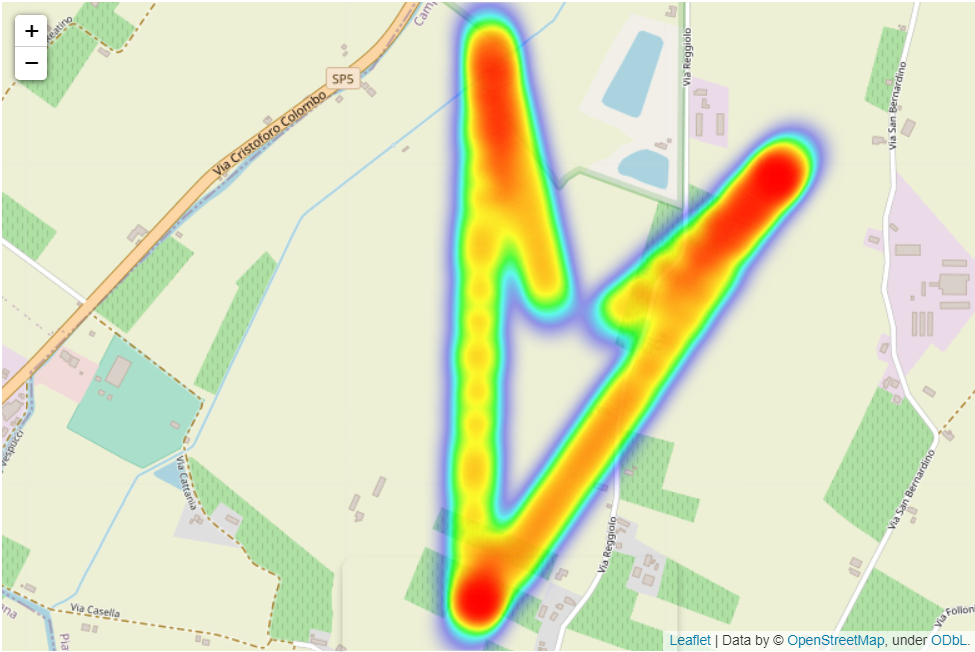 +
−
SP5
Via Cristoforo Colombo
Via Reggiolo
Via San Bernardino
Vespucci
Via Cattania
Via Reggiolo
Via San Bernardino
Via Casella
Leaflet | Data by © OpenStreetMap, under ODbL.